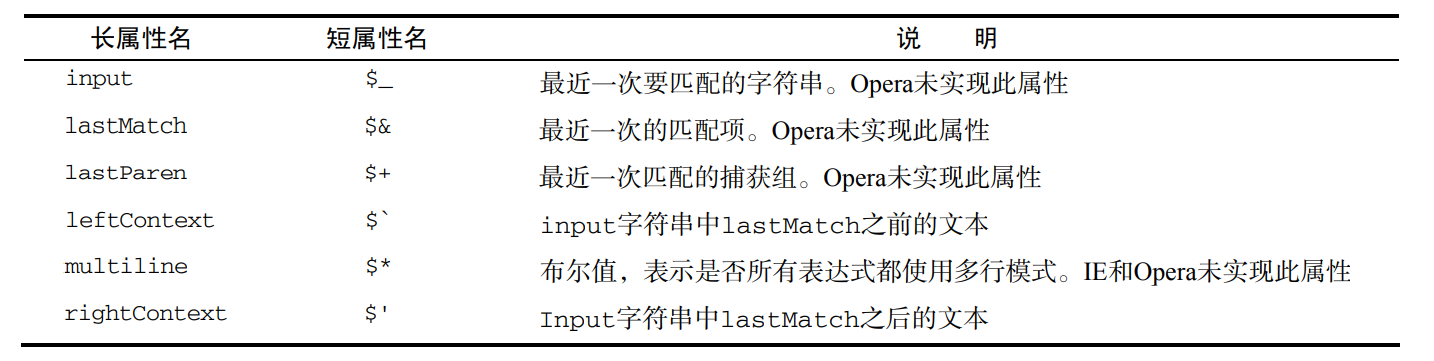 长属性名 短属性名 说 明
input $_ 最近一次要匹配的字符串。Opera未实现此属性
lastMatch $& 最近一次的匹配项。Opera未实现此属性
lastParen $+ 最近一次匹配的捕获组。Opera未实现此属性
leftContext $` input字符串中lastMatch之前的文本
multiline $* 布尔值，表示是否所有表达式都使用多行模式。IE和Opera未实现此属性
rightContext $' Input字符串中lastMatch之后的文本